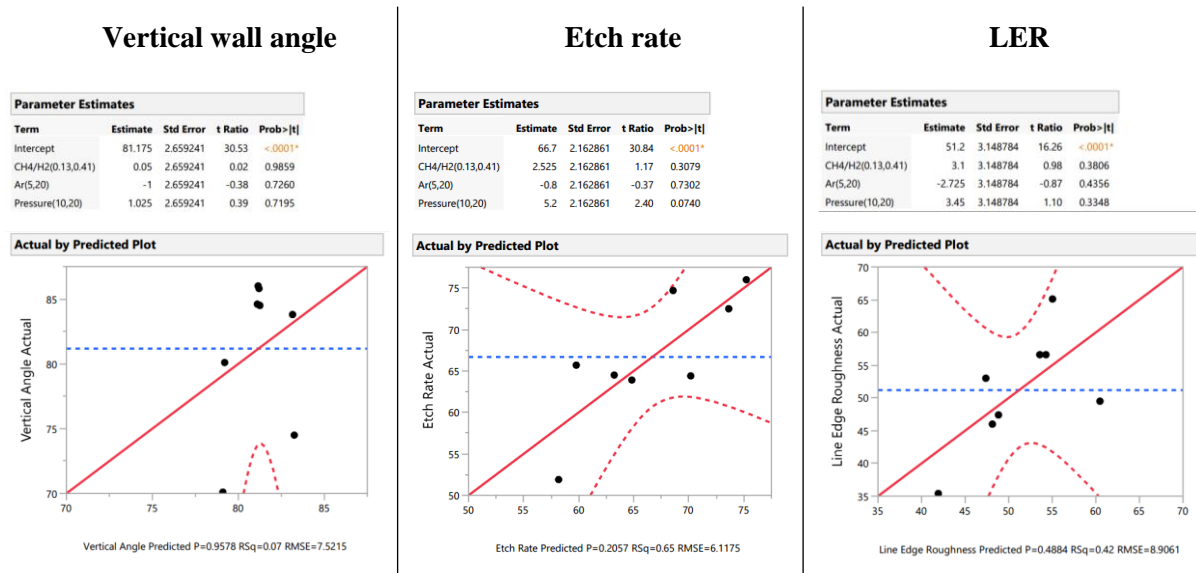 Vertical wall angle
Parameter Estimates
Term Estimate Std Error t Ratio Prob>|t|
Intercept 81.175 2.659241 30.53 <.0001*
CH4/H2(0.13,0.41) 0.05 2.659241 0.02 0.9859
Ar(5,20) -1 2.659241 -0.38 0.7260
Pressure(10,20) 1.025 2.659241 0.39 0.7195
Actual by Predicted Plot
Vertical Angle Actual
85
80
75
70
70 75 80 85
Vertical Angle Predicted P=0.9578 RSq=0.07 RMSE=7.5215
Etch rate
Parameter Estimates
Term Estimate Std Error t Ratio Prob>|t|
Intercept 66.7 2.162861 30.84 <.0001*
CH4/H2(0.13,0.41) 2.525 2.162861 1.17 0.3079
Ar(5,20) -0.8 2.162861 -0.37 0.7302
Pressure(10,20) 5.2 2.162861 2.40 0.0740
Actual by Predicted Plot
Etch Rate Actual
75
70
65
60
55
50
50 55 60 65 70 75
Etch Rate Predicted P=0.2057 RSq=0.65 RMSE=6.1175
LER
Parameter Estimates
Term Estimate Std Error t Ratio Prob>|t|
Intercept 51.2 3.148784 16.26 <.0001*
CH4/H2(0.13,0.41) 3.1 3.148784 0.98 0.3806
Ar(5,20) -2.725 3.148784 -0.87 0.4356
Pressure(10,20) 3.45 3.148784 1.10 0.3348
Actual by Predicted Plot
Line Edge Roughness Actual
70
65
60
55
50
45
40
35
35 40 45 50 55 60 65 70
Line Edge Roughness Predicted P=0.4884 RSq=0.42 RMSE=8.9061